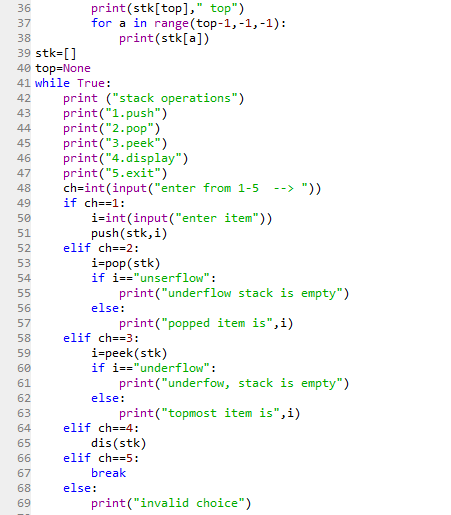 36 print(stk[top]," top")
37 for a in range(top-1,-1,-1):
38 print(stk[a])
39 stk=[]
40 top=None
41 while True:
42 print ("stack operations")
43 print("1.push")
44 print("2.pop")
45 print("3.peek")
46 print("4.display")
47 print("5.exit")
48 ch=int(input("enter from 1-5  --> "))
49 if ch==1:
50 i=int(input("enter item"))
51 push(stk,i)
52 elif ch==2:
53 i=pop(stk)
54 if i=="unserflow":
55 print("underflow stack is empty")
56 else:
57 print("popped item is",i)
58 elif ch==3:
59 i=peek(stk)
60 if i=="underflow":
61 print("underfow, stack is empty")
62 else:
63 print("topmost item is",i)
64 elif ch==4:
65 dis(stk)
66 elif ch==5:
67 break
68 else:
69 print("invalid choice")